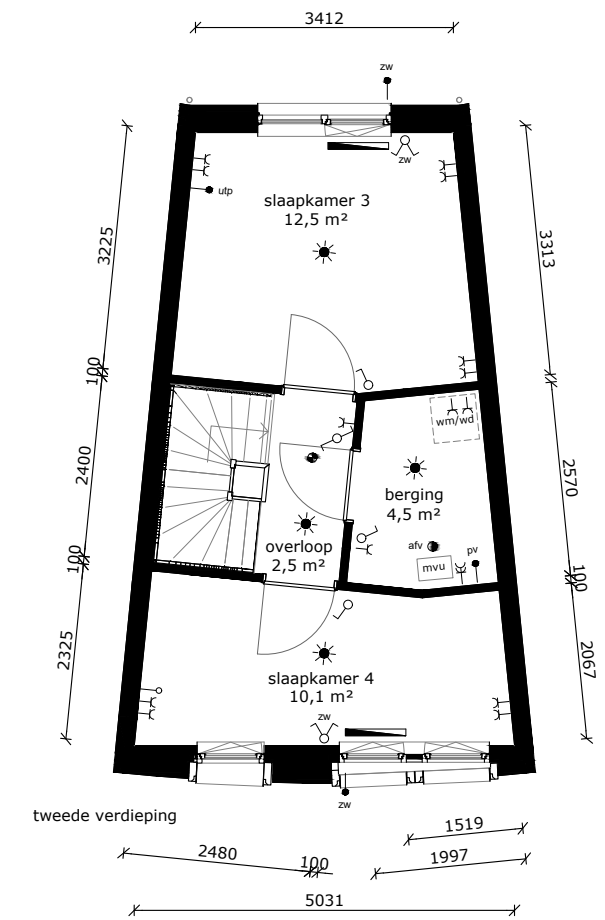 3412
zw
zw
utp
slaapkamer 3
12,5 m²
3225
3313
100
wm/wd
2400
2570
berging
4,5 m²
overloop
2,5 m²
afv
pv
mvu
100
100
2325
2067
slaapkamer 4
10,1 m²
zw
zw
tweede verdieping
1519
2480
100
1997
5031